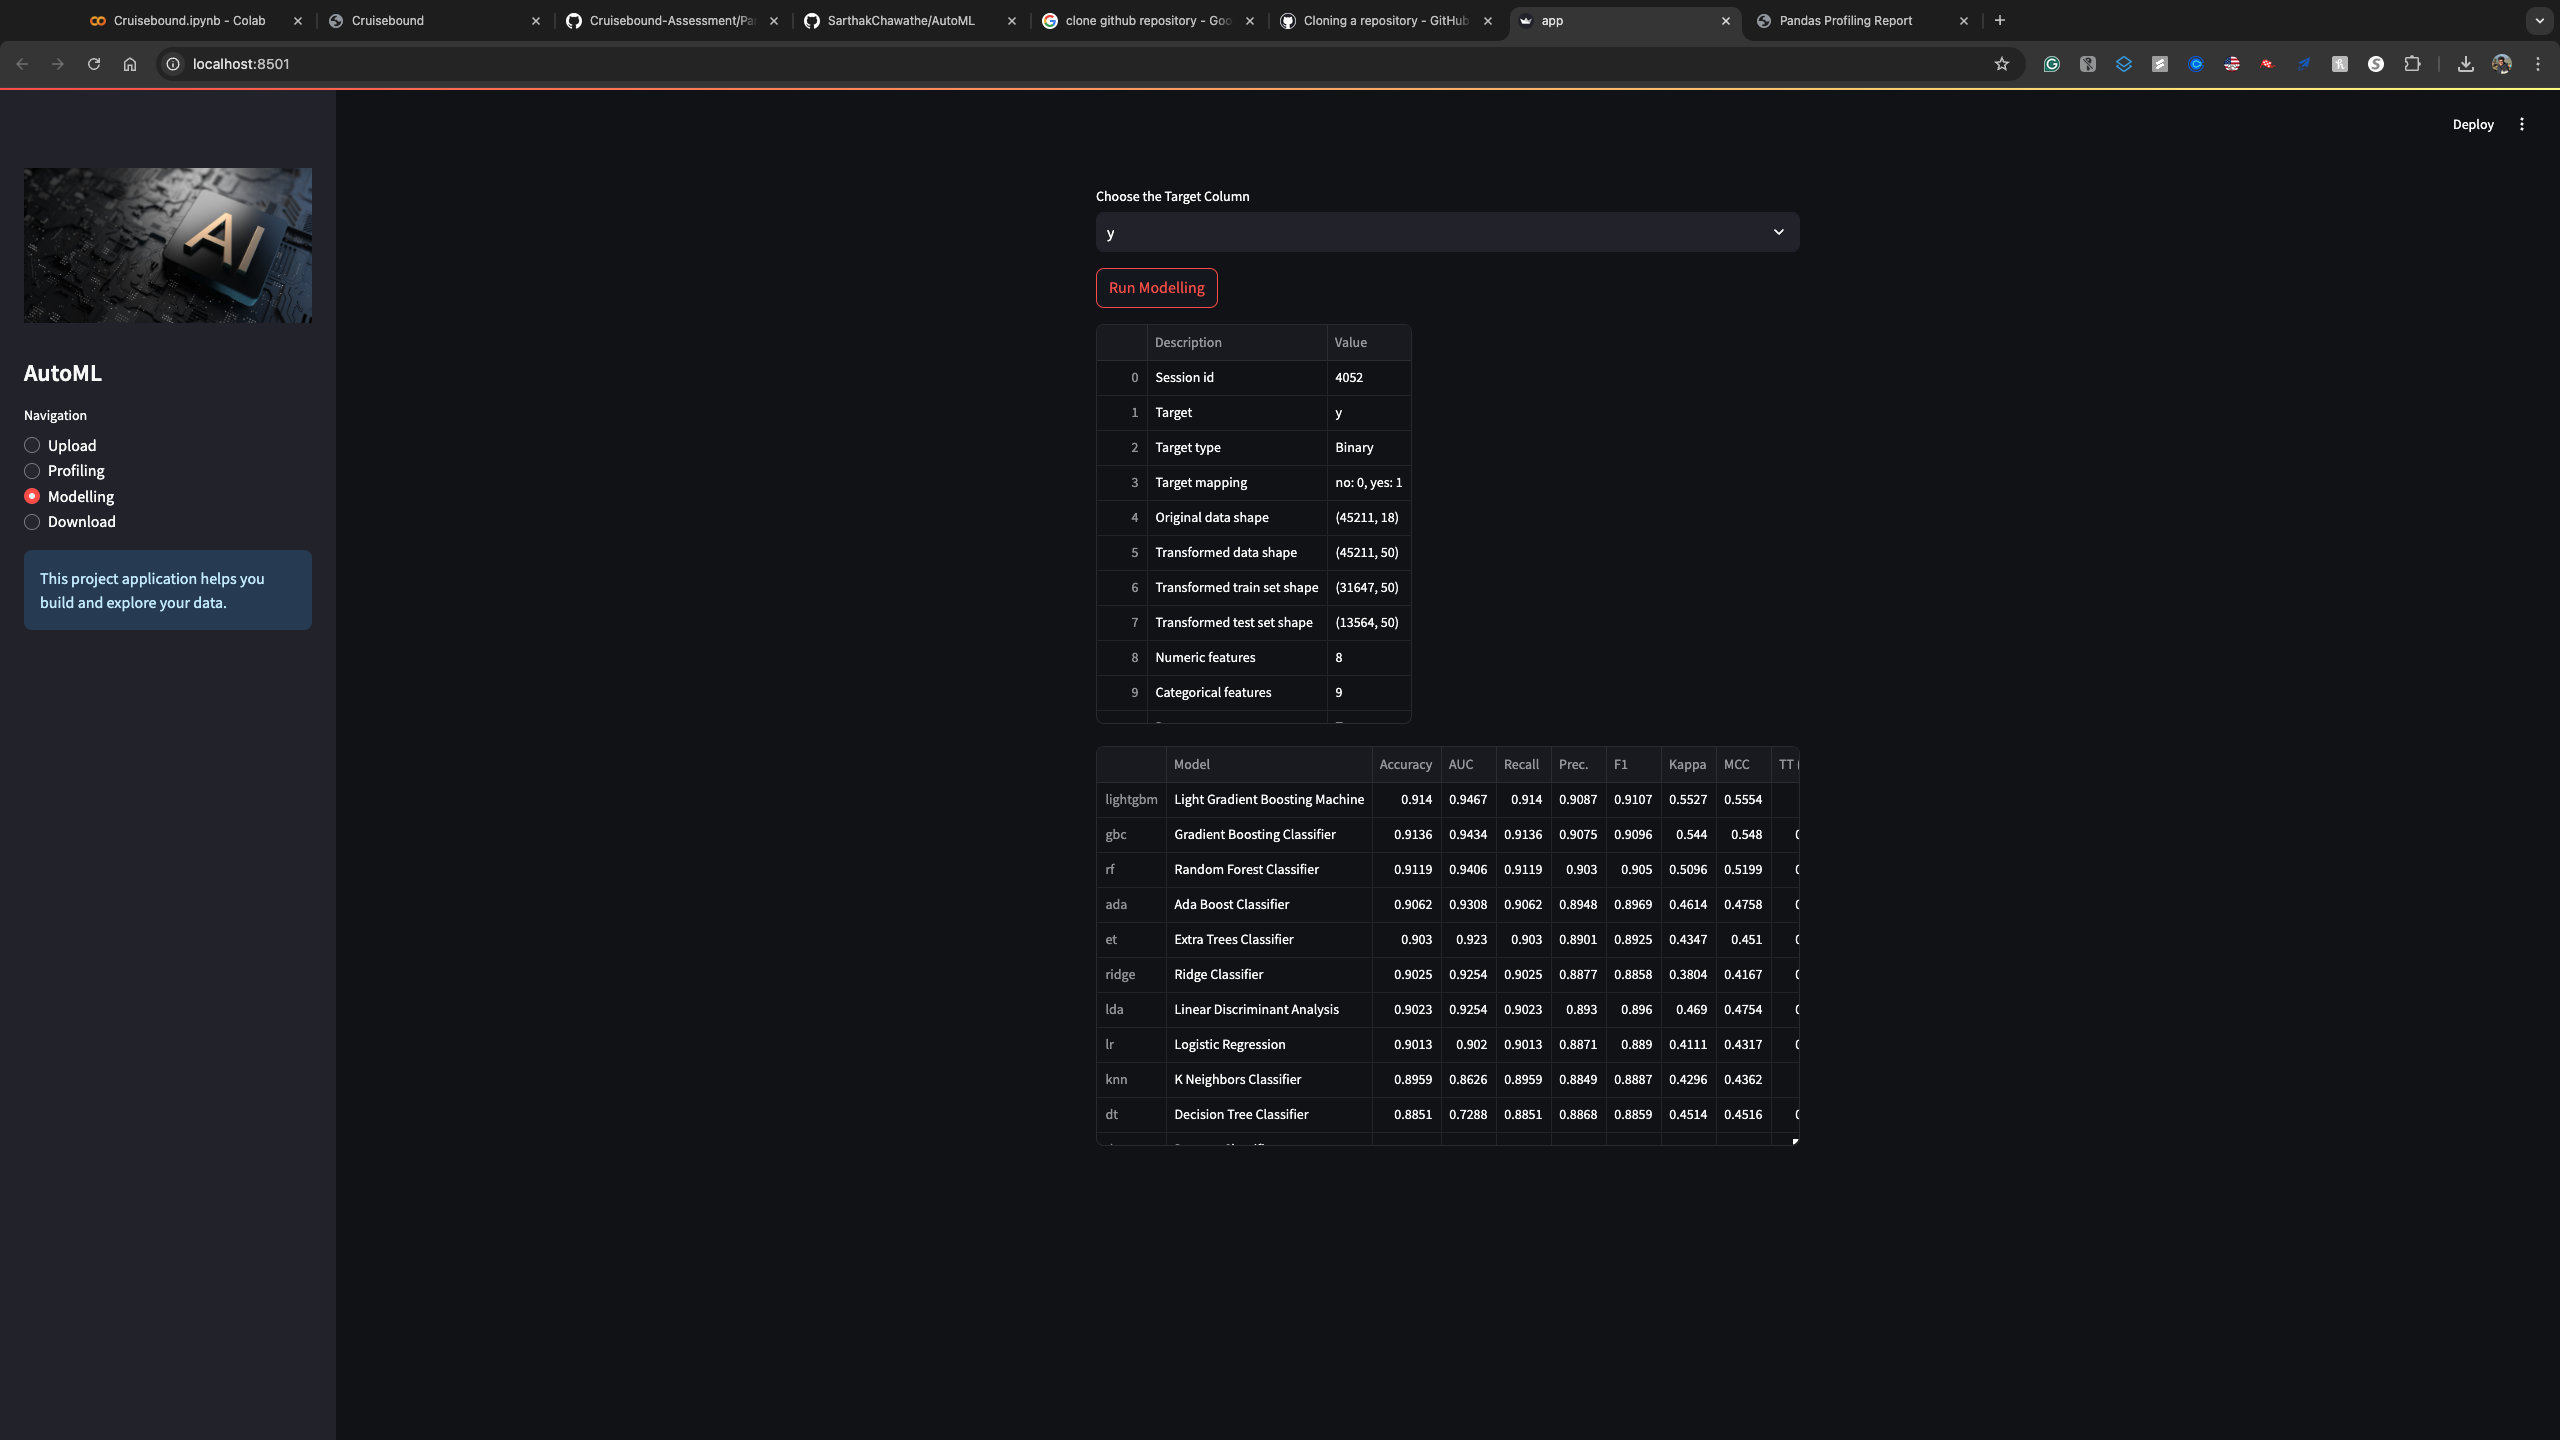 Cruisebound.ipynb - Colab
Cruisebound
Cruisebound-Assessment/Pa
SarthakChawathe/AutoML
clone github repository - Goo
Cloning a repository - GitHub
app
Pandas Profiling Report
localhost:8501
Deploy
AI
AutoML
Navigation
Upload
Profiling
Modelling
Download
This project application helps you
build and explore your data.
Choose the Target Column
y
Run Modelling
Description Value
0 Session id 4052
1 Target y
2 Target type Binary
3 Target mapping no: 0, yes: 1
4 Original data shape (45211, 18)
5 Transformed data shape (45211, 50)
6 Transformed train set shape (31647, 50)
7 Transformed test set shape (13564, 50)
8 Numeric features 8
9 Categorical features 9
Model Accuracy AUC Recall Prec. F1 Kappa MCC TT (
lightgbm Light Gradient Boosting Machine 0.914 0.9467 0.914 0.9087 0.9107 0.5527 0.5554
gbc Gradient Boosting Classifier 0.9136 0.9434 0.9136 0.9075 0.9096 0.544 0.548
rf Random Forest Classifier 0.9119 0.9406 0.9119 0.903 0.905 0.5096 0.5199
ada Ada Boost Classifier 0.9062 0.9308 0.9062 0.8948 0.8969 0.4614 0.4758
et Extra Trees Classifier 0.903 0.923 0.903 0.8901 0.8925 0.4347 0.451
ridge Ridge Classifier 0.9025 0.9254 0.9025 0.8877 0.8858 0.3804 0.4167
lda Linear Discriminant Analysis 0.9023 0.9254 0.9023 0.893 0.896 0.469 0.4754
lr Logistic Regression 0.9013 0.902 0.9013 0.8871 0.889 0.4111 0.4317
knn K Neighbors Classifier 0.8959 0.8626 0.8959 0.8849 0.8887 0.4296 0.4362
dt Decision Tree Classifier 0.8851 0.7288 0.8851 0.8868 0.8859 0.4514 0.4516